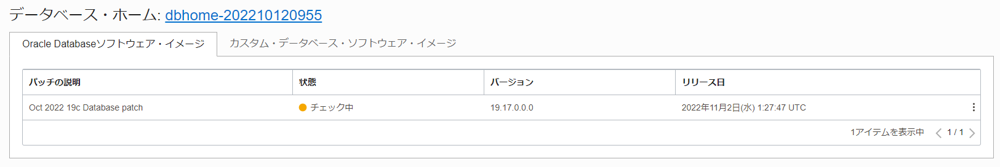 データベース・ホーム: dbhome-202210120955
Oracle Databaseソフトウェア・イメージ カスタム・データベース・ソフトウェア・イメージ
パッチの説明 状態 バージョン リリース日
Oct 2022 19c Database patch チェック中 19.17.0.0.0 2022年11月2日(水) 1:27:47 UTC
1アイテムを表示中 1 / 1